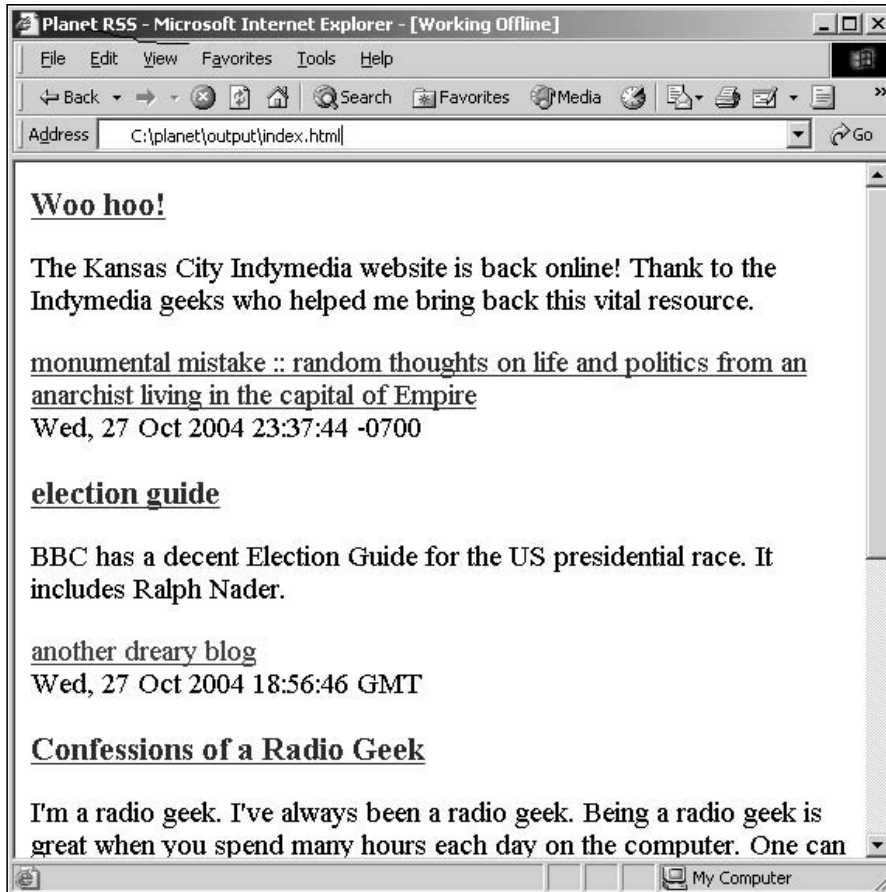 Planet RSS - Microsoft Internet Explorer - [Working Offline]
File Edit View Favorites Tools Help
Back Search Favorites Media
Address C:\planet\output\index.html Go
Woo hoo!
The Kansas City Indymedia website is back online! Thank to the
Indymedia geeks who helped me bring back this vital resource.
monumental mistake :: random thoughts on life and politics from an
anarchist living in the capital of Empire
Wed, 27 Oct 2004 23:37:44 -0700
election guide
BBC has a decent Election Guide for the US presidential race. It
includes Ralph Nader.
another dreary blog
Wed, 27 Oct 2004 18:56:46 GMT
Confessions of a Radio Geek
I'm a radio geek. I've always been a radio geek. Being a radio geek is
great when you spend many hours each day on the computer. One can
My Computer